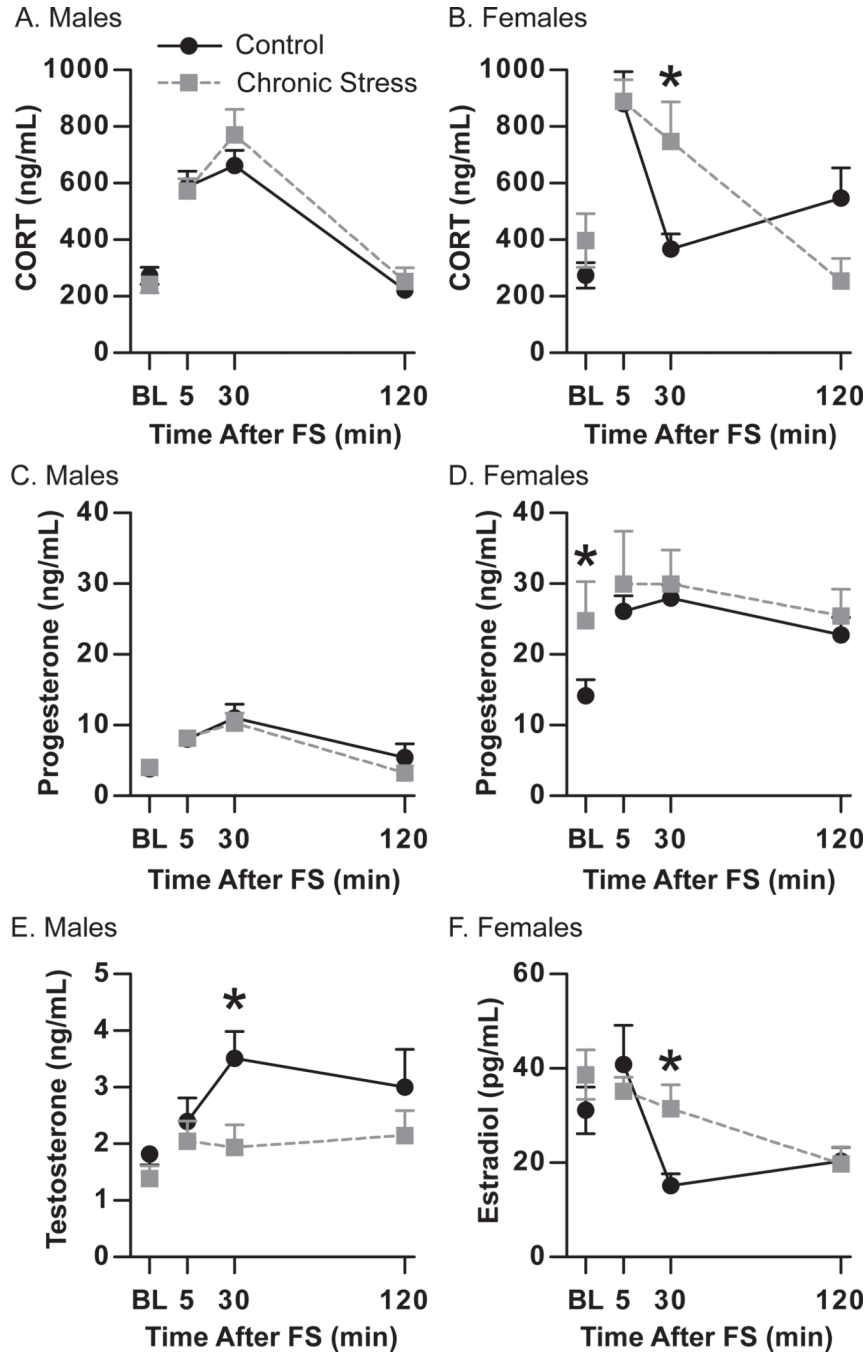 A. Males
Control
Chronic Stress
CORT (ng/mL)
1000
800
600
400
200
0
BL 5 30 120
Time After FS (min)
B. Females
*
CORT (ng/mL)
1000
800
600
400
200
0
BL 5 30 120
Time After FS (min)
C. Males
Progesterone (ng/mL)
40
30
20
10
0
BL 5 30 120
Time After FS (min)
D. Females
*
Progesterone (ng/mL)
40
30
20
10
0
BL 5 30 120
Time After FS (min)
E. Males
*
Testosterone (ng/mL)
5
4
3
2
1
0
BL 5 30 120
Time After FS (min)
F. Females
*
Estradiol (pg/mL)
60
40
20
0
BL 5 30 120
Time After FS (min)